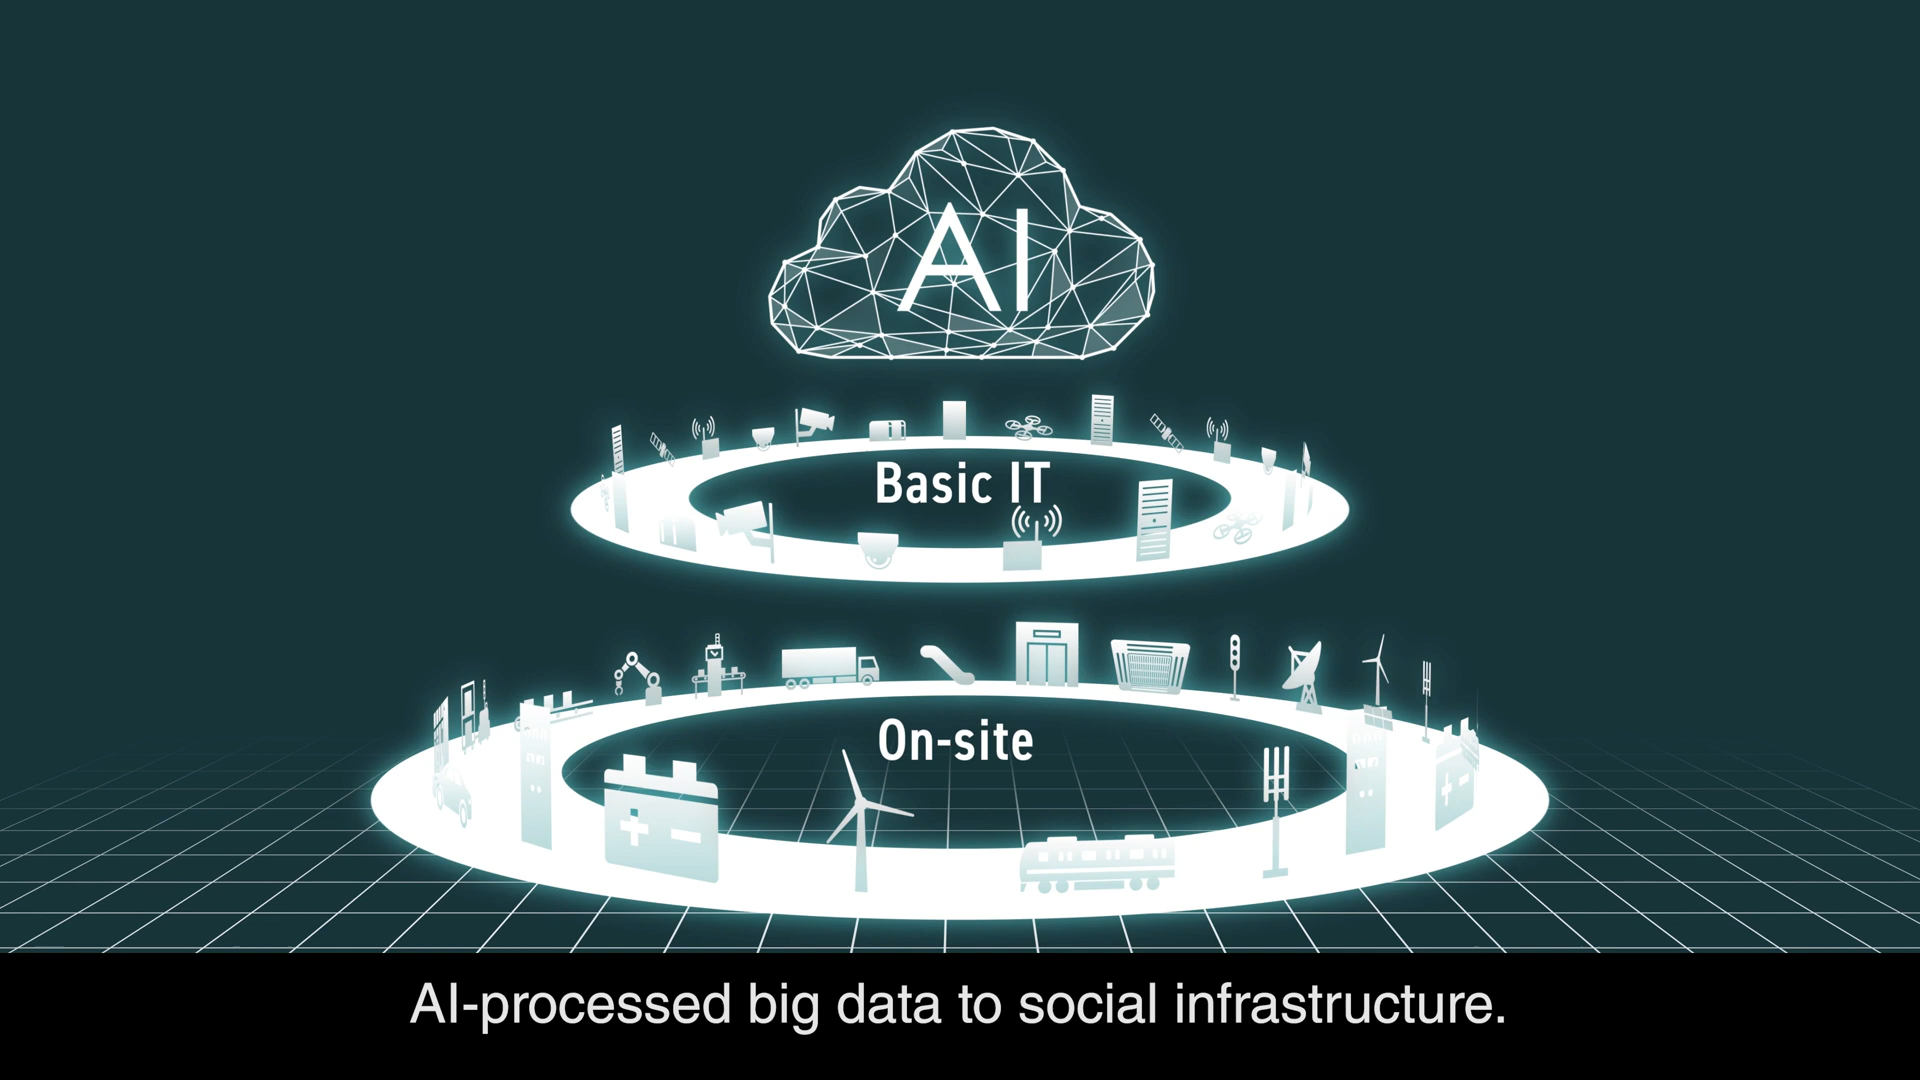 AI
Basic IT
On-site
AI-processed big data to social infrastructure.